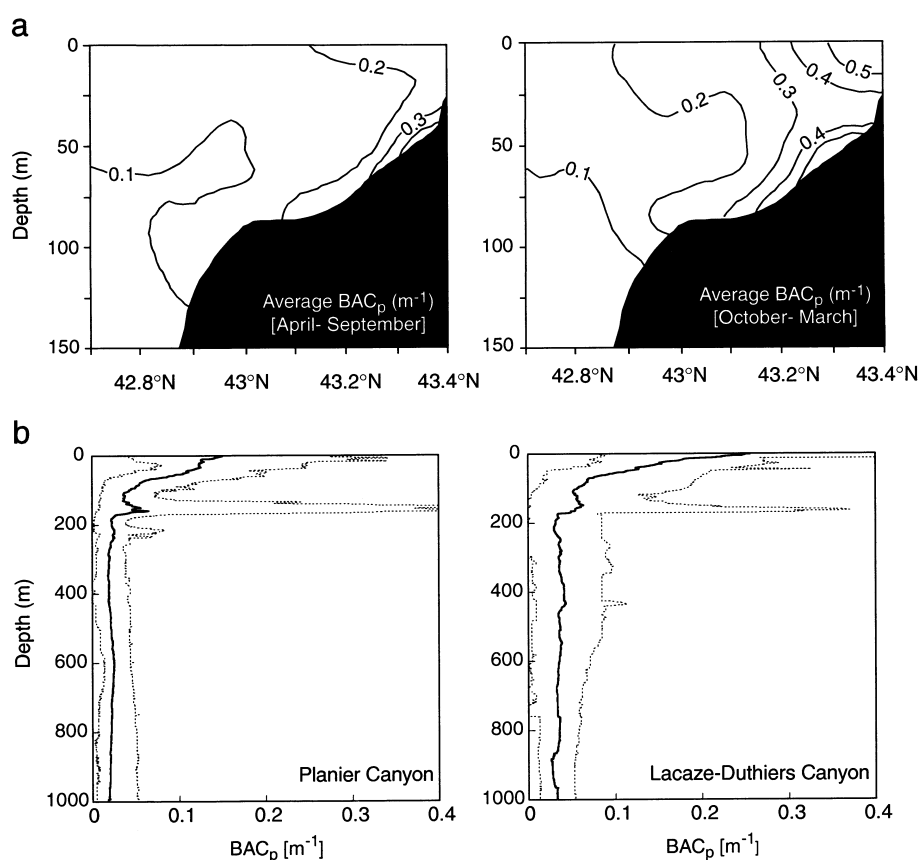 a
0
50
100
150
Depth (m)
0.2
0.1
0.3
Average BACp (m-1)
[April- September]
42.8°N
43°N
43.2°N
43.4°N
0
50
100
150
0.5
0.4
0.3
0.2
0.4
0.1
Average BACp (m-1)
[October- March]
42.8°N
43°N
43.2°N
43.4°N
b
0
200
400
600
800
1000
Depth (m)
Planier Canyon
0
0.1
0.2
0.3
0.4
BACp [m-1]
0
200
400
600
800
1000
Lacaze-Duthiers Canyon
0
0.1
0.2
0.3
0.4
BACp [m-1]